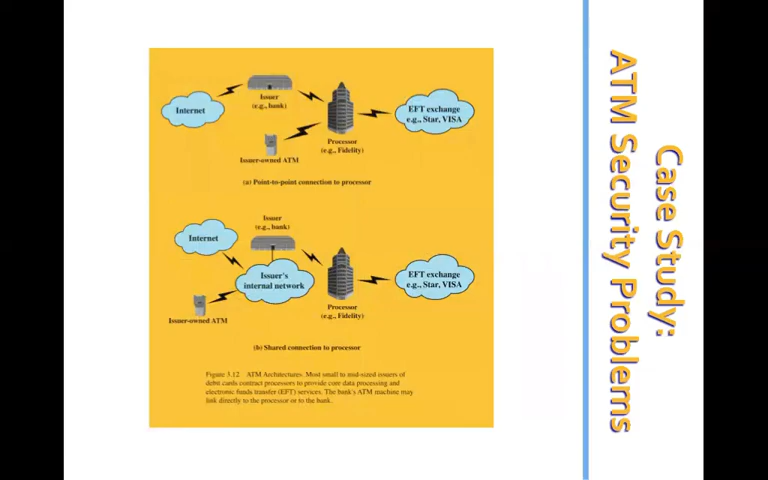 Case Study:
ATM Security Problems
Internet
Issuer
(e.g., bank)
EFT exchange
e.g., Star, VISA
Processor
(e.g., Fidelity)
Issuer-owned ATM
(a) Point-to-point connection to processor
Issuer
(e.g., bank)
Internet
Issuer's
internal network
EFT exchange
e.g., Star, VISA
Processor
(e.g., Fidelity)
Issuer-owned ATM
(b) Shared connection to processor
Figure 3.12 ATM Architectures. Most small to mid-sized issuers of
debit cards contract processors to provide core data processing and
electronic funds transfer (EFT) services. The bank's ATM machine may
link directly to the processor or to the bank.